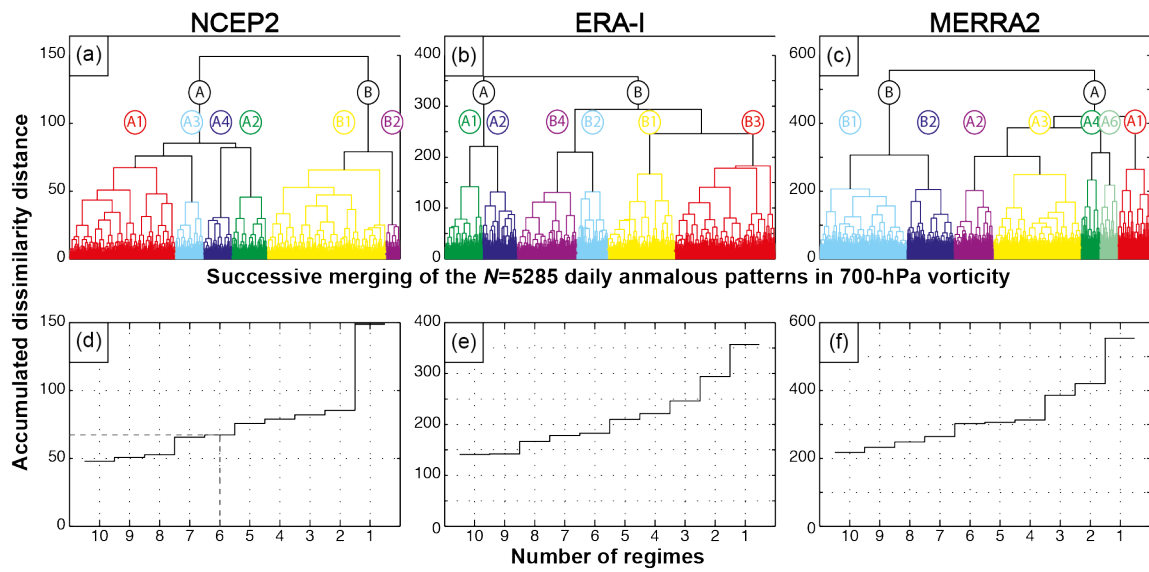 NCEP2 ERA-I MERRA2
Accumulated dissimilarity distance
(a) (b) (c)
150 400 600
A B A B B A
100 300 400
A1 A3 A4 A2 B1 B2 A1 A2 B4 B2 B1 B3 B1 B2 A2 A3 A4 A6 A1
50 200 200
100
0 0 0
Successive merging of the N=5285 daily anmalous patterns in 700-hPa vorticity
(d) (e) (f)
150 400 600
100 300 400
50 200 200
100
0 0 0
10 9 8 7 6 5 4 3 2 1 10 9 8 7 6 5 4 3 2 1 10 9 8 7 6 5 4 3 2 1
Number of regimes